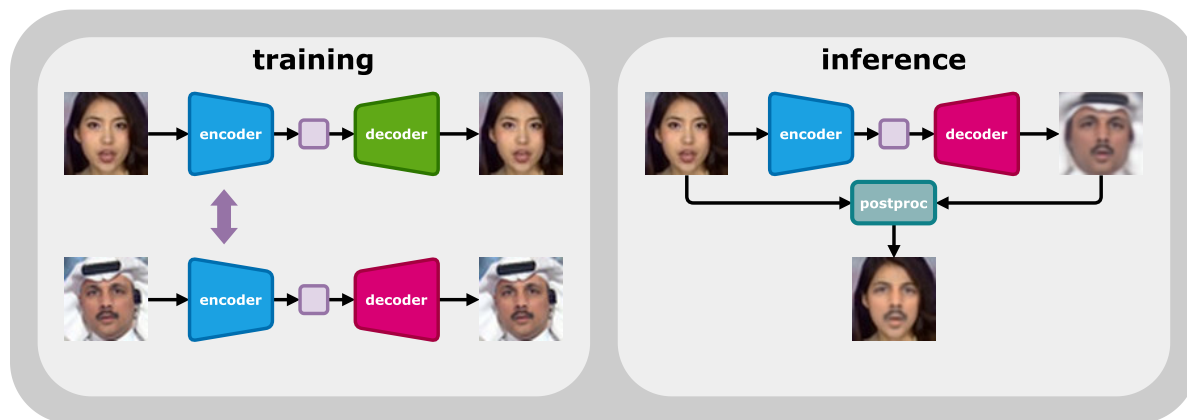 training
encoder
decoder
encoder
decoder
inference
encoder
decoder
postproc